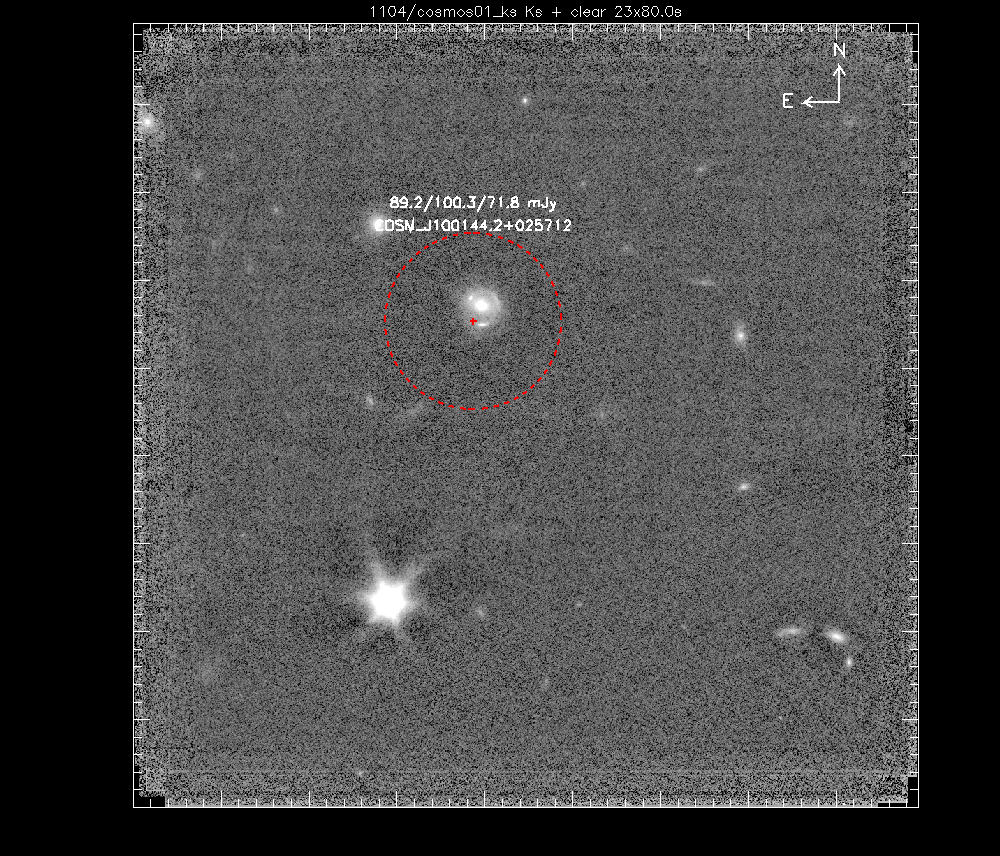 1104/cosmos01_ks Ks + clear 23x80.0s
N
E
89.2/100.3/71.8 mJy
COSN_J100144.2+025712